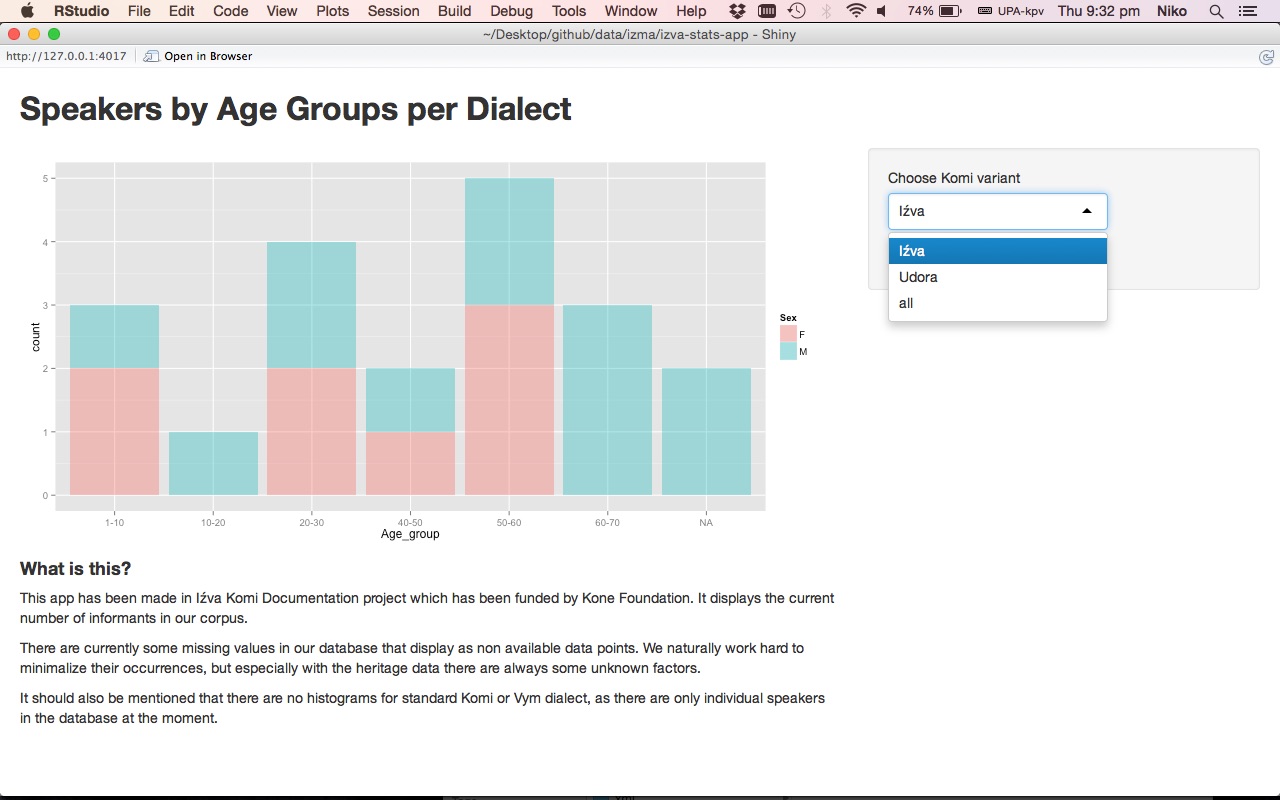 RStudio File Edit Code View Plots Session Build Debug Tools Window Help 74% UPA-kpv Thu 9:32 pm Niko
~/Desktop/github/data/izma/izva-stats-app - Shiny
http://127.0.0.1:4017 Open in Browser
Speakers by Age Groups per Dialect
5
4
3
2
1
0
count
1-10 10-20 20-30 40-50 50-60 60-70 NA
Age_group
Sex
F
M
Choose Komi variant
Iźva
Iźva
Udora
all
What is this?
This app has been made in Iźva Komi Documentation project which has been funded by Kone Foundation. It displays the current
number of informants in our corpus.
There are currently some missing values in our database that display as non available data points. We naturally work hard to
minimalize their occurrences, but especially with the heritage data there are always some unknown factors.
It should also be mentioned that there are no histograms for standard Komi or Vym dialect, as there are only individual speakers
in the database at the moment.